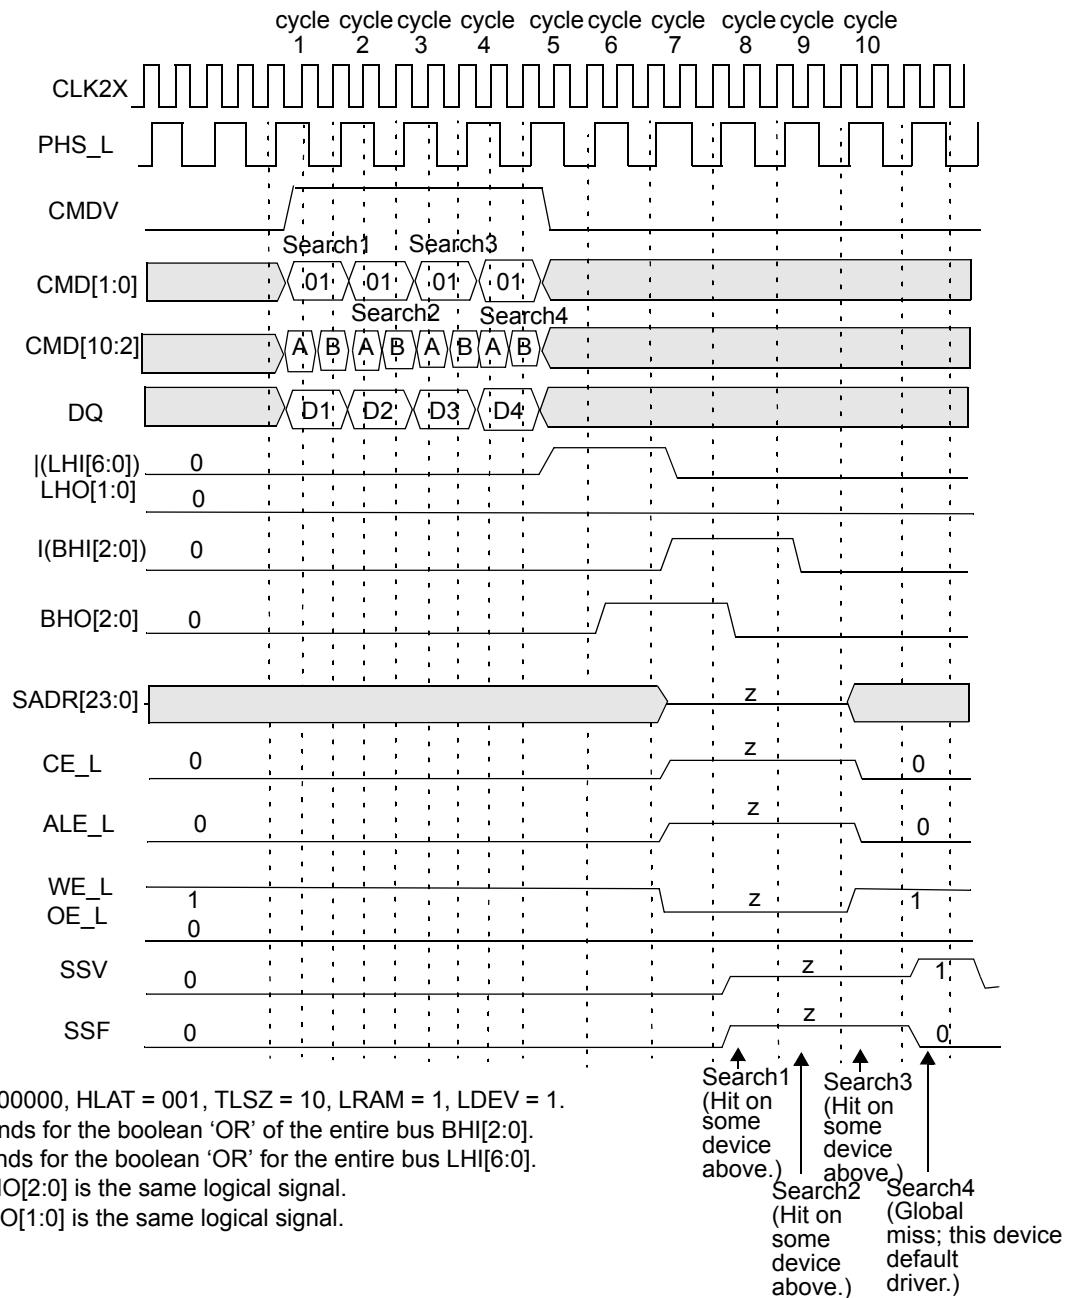 cycle cycle cycle cycle cycle cycle cycle cycle cycle cycle
1 2 3 4 5 6 7 8 9 10
CLK2X
PHS_L
CMDV
Search1 Search3
CMD[1:0] 01 01 01 01
Search2 Search4
CMD[10:2] A B A B A B A B
DQ D1 D2 D3 D4
|(LHI[6:0]) 0
LHO[1:0] 0
I(BHI[2:0]) 0
BHO[2:0] 0
SADR[23:0] z
CE_L 0 z 0
ALE_L 0 z 0
WE_L 1 z 1
OE_L 0
SSV 0 z 1
SSF 0 z 0
00000, HLAT = 001, TLSZ = 10, LRAM = 1, LDEV = 1.
nds for the boolean ‘OR’ of the entire bus BHI[2:0].
nds for the boolean ‘OR’ for the entire bus LHI[6:0].
HO[2:0] is the same logical signal.
O[1:0] is the same logical signal.
Search1
(Hit on
some
device
above.)
Search2
(Hit on
some
device
above.)
Search3
(Hit on
some
device
above.)
Search4
(Global
miss; this device
default
driver.)